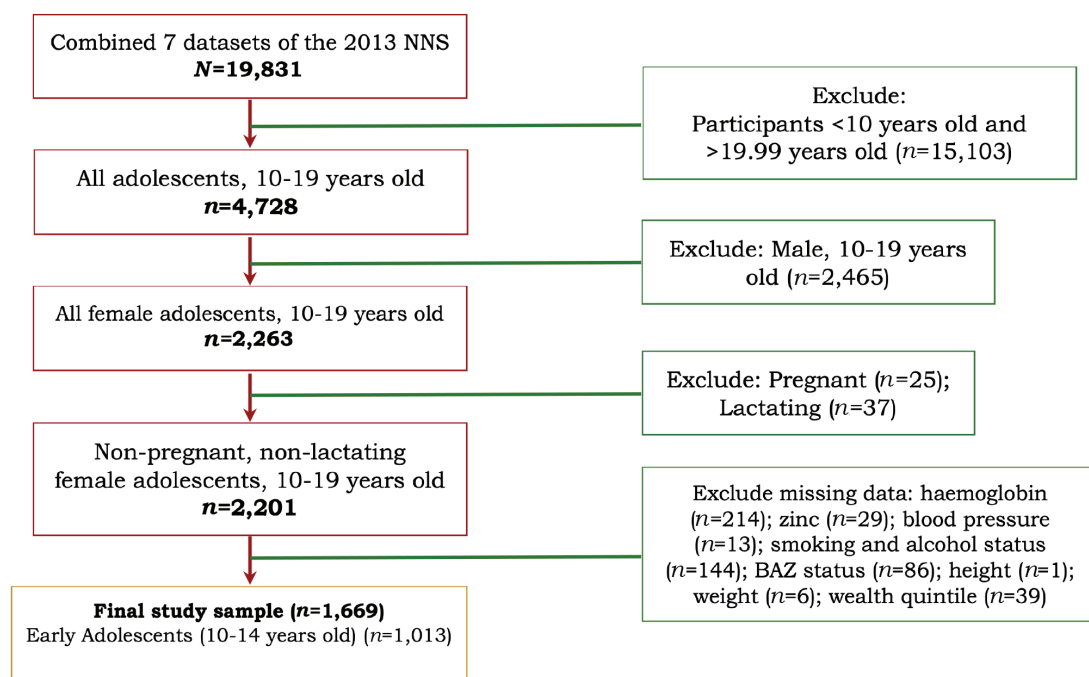 Combined 7 datasets of the 2013 NNS
N=19,831
Exclude:
Participants <10 years old and
>19.99 years old (n=15,103)
All adolescents, 10-19 years old
n=4,728
Exclude: Male, 10-19 years
old (n=2,465)
All female adolescents, 10-19 years old
n=2,263
Exclude: Pregnant (n=25);
Lactating (n=37)
Non-pregnant, non-lactating
female adolescents, 10-19 years old
n=2,201
Exclude missing data: haemoglobin
(n=214); zinc (n=29); blood pressure
(n=13); smoking and alcohol status
(n=144); BAZ status (n=86); height (n=1);
weight (n=6); wealth quintile (n=39)
Final study sample (n=1,669)
Early Adolescents (10-14 years old) (n=1,013)